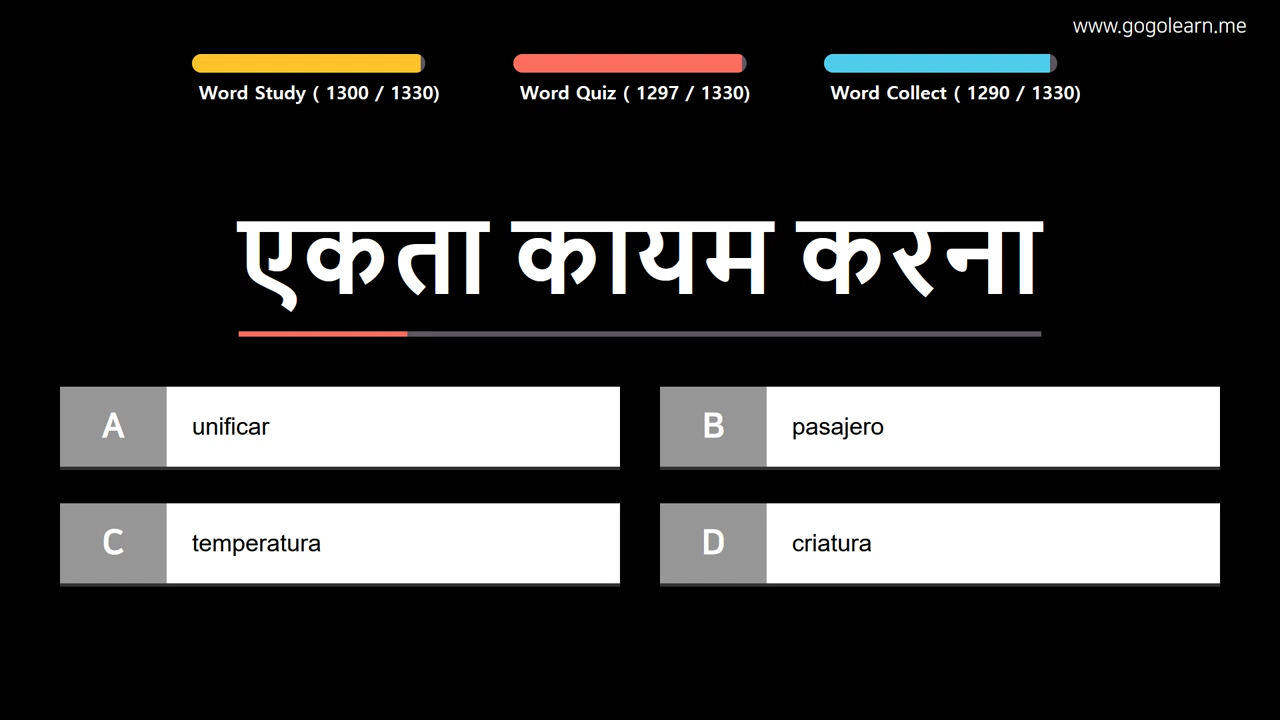 www.gogolearn.me
Word Study ( 1300 / 1330)
Word Quiz ( 1297 / 1330)
Word Collect ( 1290 / 1330)
एकता कायम करना
A unificar
B pasajero
C temperatura
D criatura